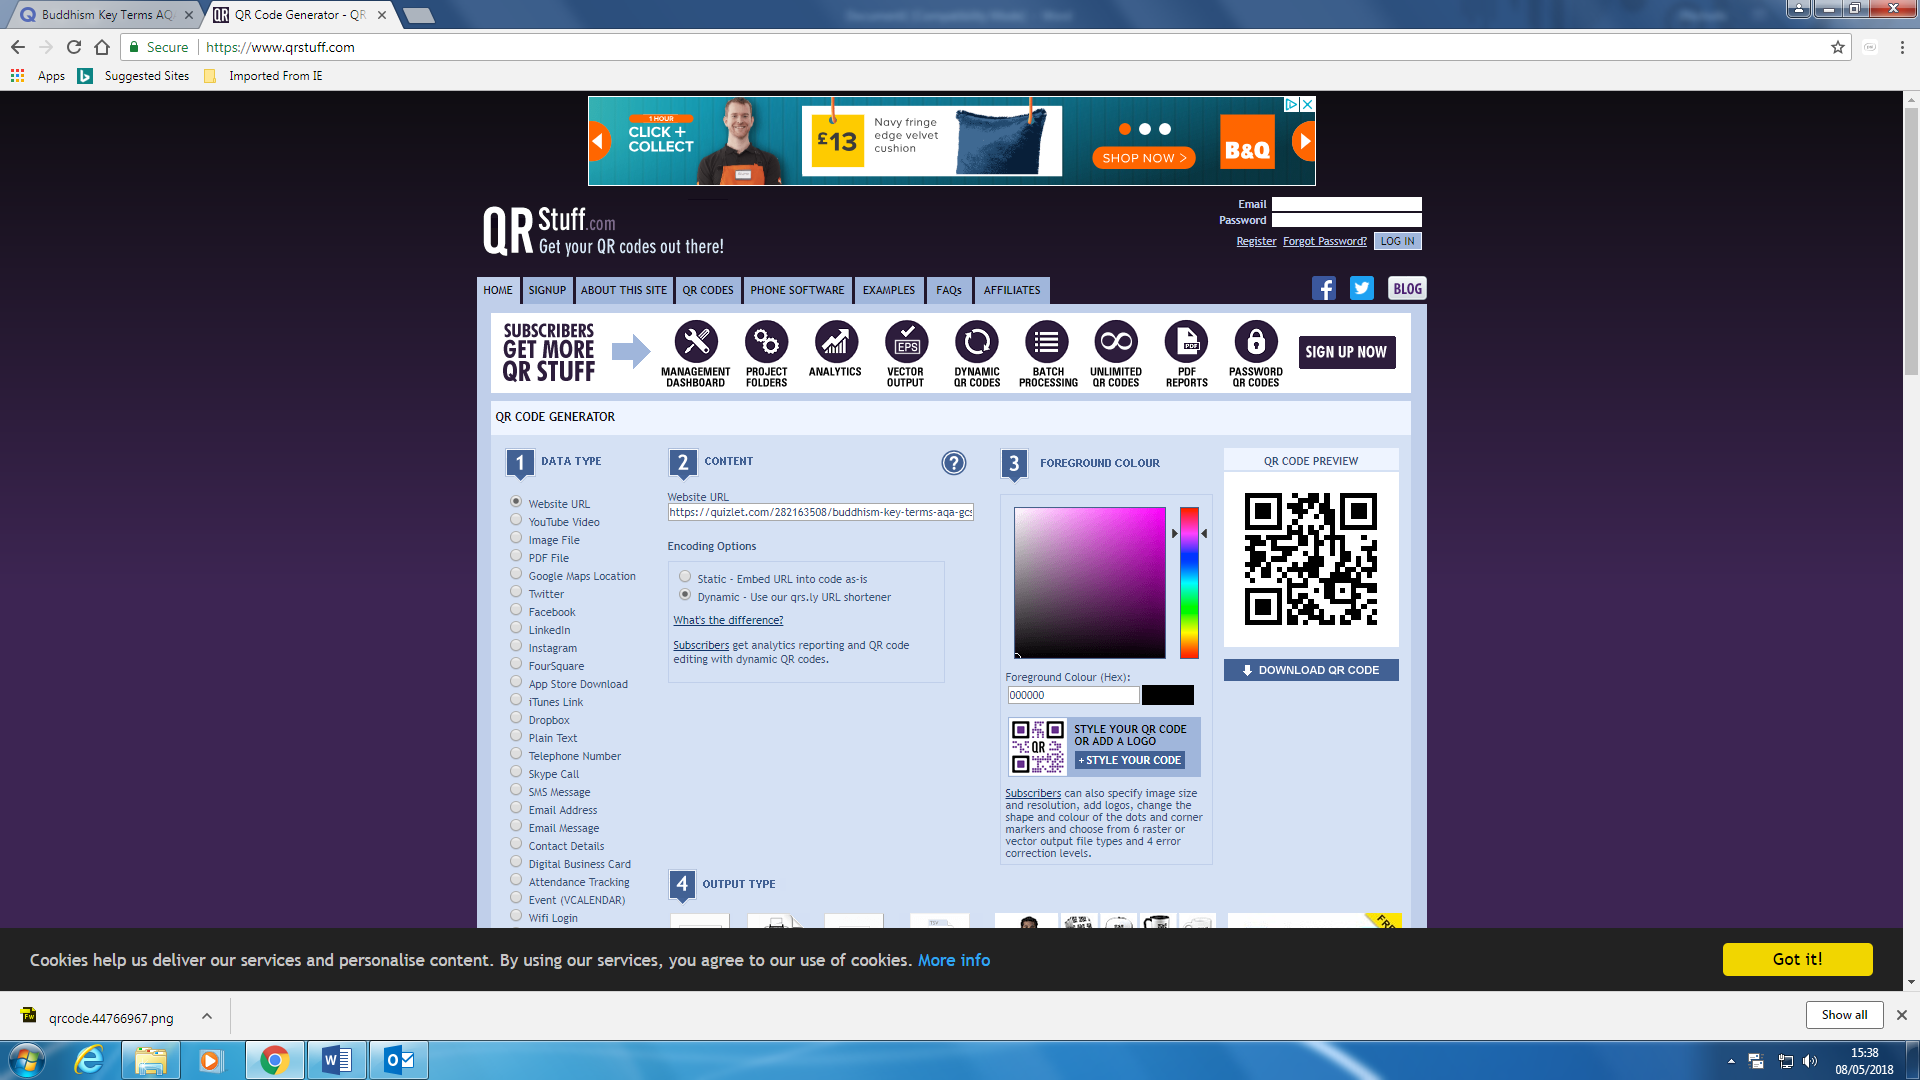 Buddhism Key Terms AQA
QR Code Generator - QR
Secure https://www.qrstuff.com
Apps Suggested Sites Imported From IE
1 HOUR
CLICK +
COLLECT
£13
Navy fringe
edge velvet
cushion
SHOP NOW >
B&Q
QR Stuff.com
Get your QR codes out there!
Email
Password
Register Forgot Password? LOG IN
HOME SIGNUP ABOUT THIS SITE QR CODES PHONE SOFTWARE EXAMPLES FAQs AFFILIATES
BLOG
SUBSCRIBERS
GET MORE
QR STUFF
MANAGEMENT
DASHBOARD
PROJECT
FOLDERS
ANALYTICS
EPS
VECTOR
OUTPUT
DYNAMIC
QR CODES
BATCH
PROCESSING
UNLIMITED
QR CODES
PDF
PDF
REPORTS
PASSWORD
QR CODES
SIGN UP NOW
QR CODE GENERATOR
1 DATA TYPE
Website URL
YouTube Video
Image File
PDF File
Google Maps Location
Twitter
Facebook
LinkedIn
Instagram
FourSquare
App Store Download
iTunes Link
Dropbox
Plain Text
Telephone Number
Skype Call
SMS Message
Email Address
Email Message
Contact Details
Digital Business Card
Attendance Tracking
Event (VCALENDAR)
Wifi Login
2 CONTENT
?
Website URL
https://quizlet.com/282163508/buddhism-key-terms-aqa-gcs
Encoding Options
Static - Embed URL into code as-is
Dynamic - Use our qrs.ly URL shortener
What's the difference?
Subscribers get analytics reporting and QR code
editing with dynamic QR codes.
3 FOREGROUND COLOUR
Foreground Colour (Hex):
000000
QR
STYLE YOUR QR CODE
OR ADD A LOGO
+ STYLE YOUR CODE
Subscribers can also specify image size
and resolution, add logos, change the
shape and colour of the dots and corner
markers and choose from 6 raster or
vector output file types and 4 error
correction levels.
QR CODE PREVIEW
DOWNLOAD QR CODE
4 OUTPUT TYPE
TSV
FREE
Cookies help us deliver our services and personalise content. By using our services, you agree to our use of cookies. More info
Got it!
qrcode.44766967.png
Show all
15:38
08/05/2018